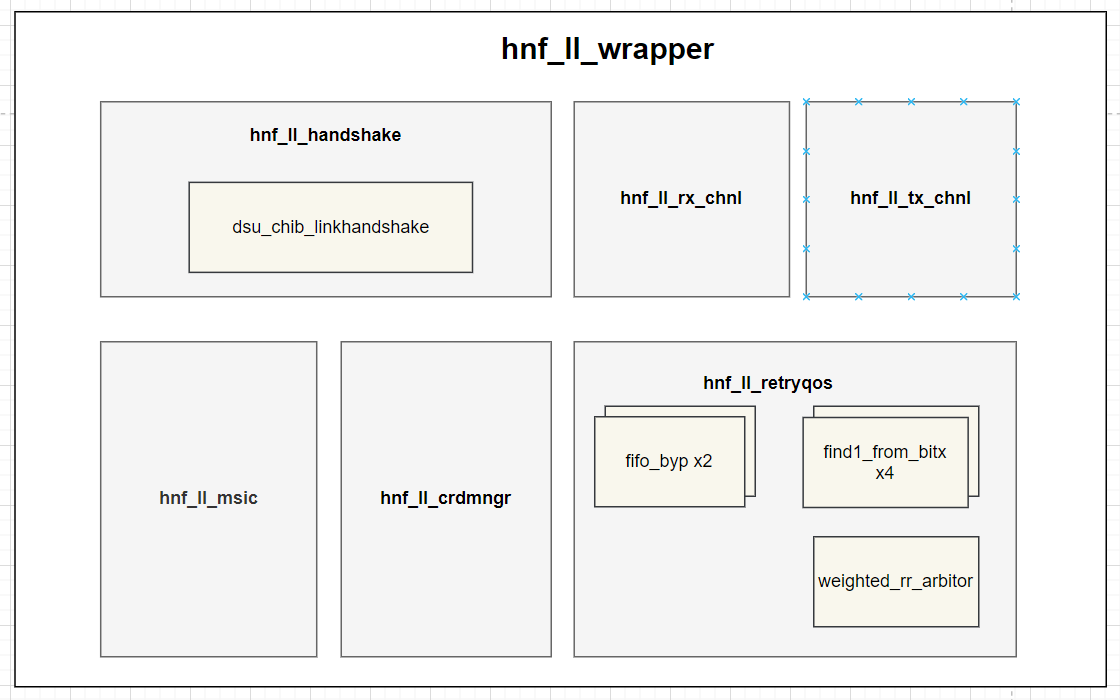 hnf_ll_wrapper
hnf_ll_handshake
dsu_chib_linkhandshake
hnf_ll_rx_chnl
hnf_ll_tx_chnl
hnf_ll_msic
hnf_ll_crdmngr
hnf_ll_retryqos
fifo_byp x2
find1_from_bitx
x4
weighted_rr_arbitor